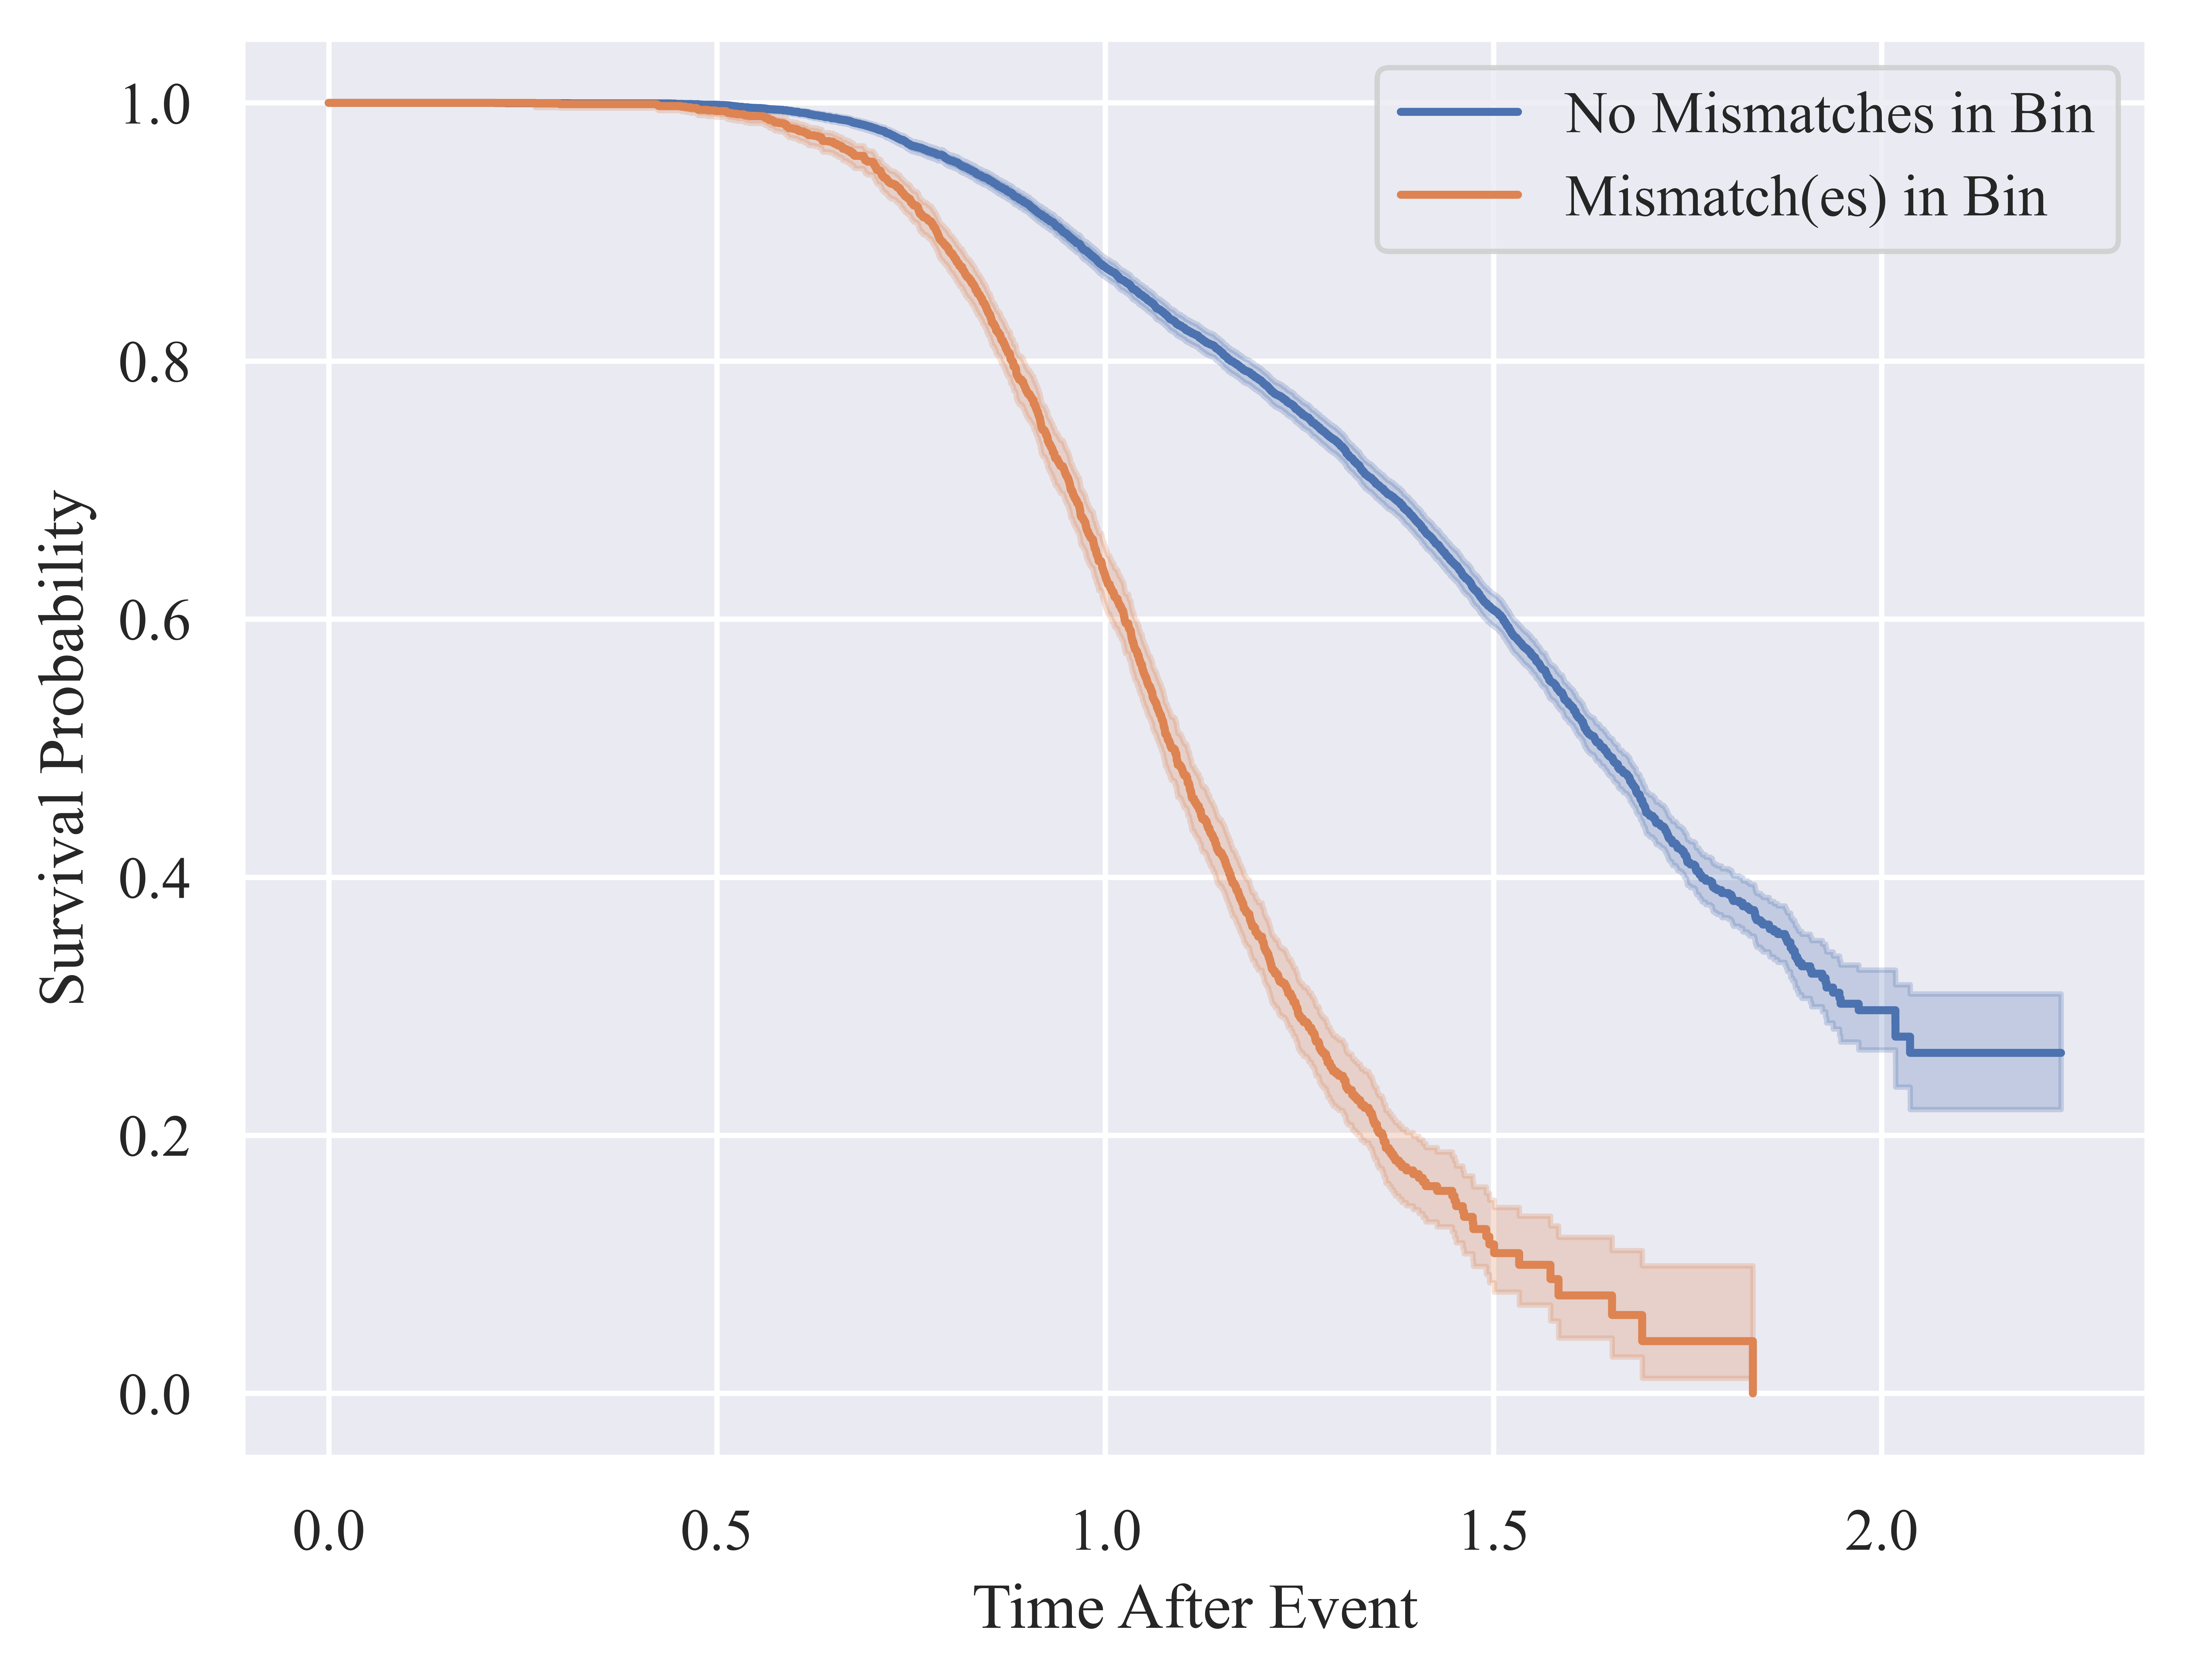 No Mismatches in Bin
Mismatch(es) in Bin
1.0
0.8
0.6
0.4
0.2
0.0
Survival Probability
0.0 0.5 1.0 1.5 2.0
Time After Event